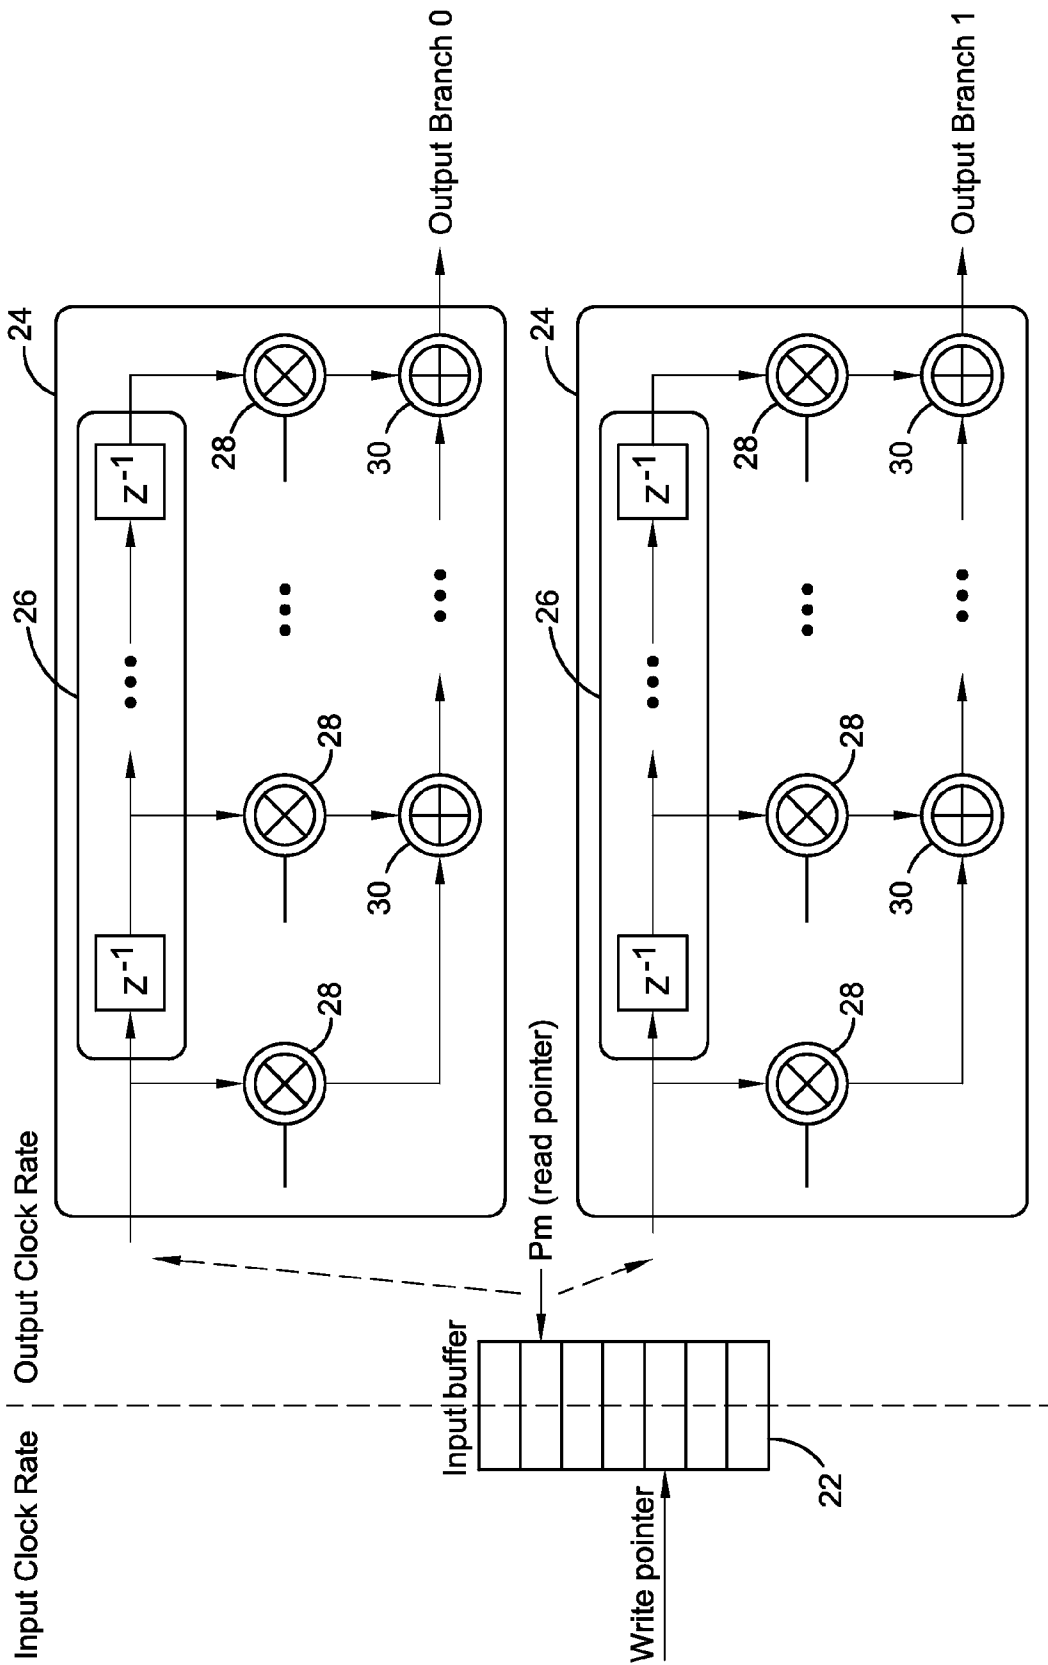 Input Clock Rate
Output Clock Rate
24
26
z-1
z-1
28
28
28
30
30
Output Branch 0
Input buffer
Pm (read pointer)
Write pointer
22
24
26
z-1
z-1
28
28
28
30
30
Output Branch 1